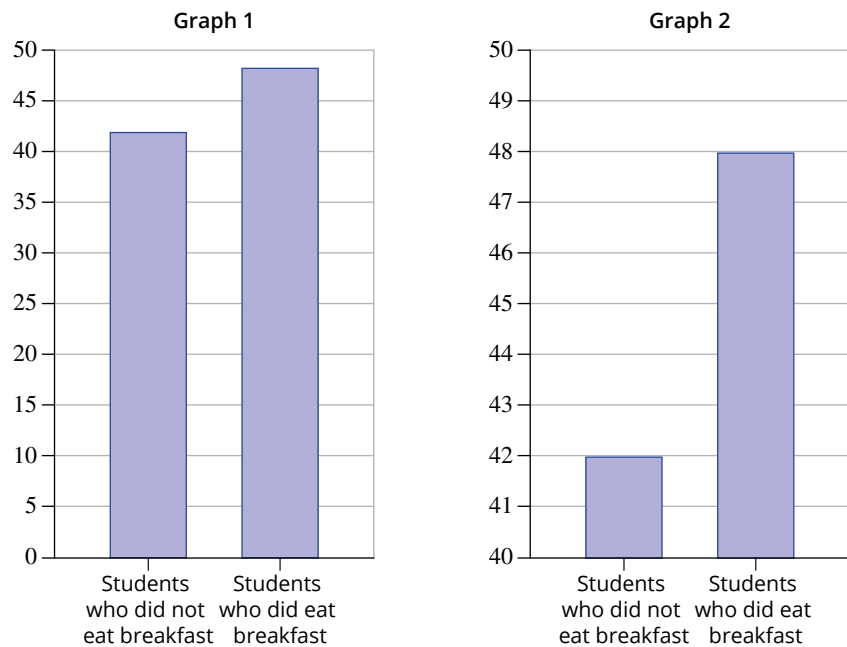 Graph 1
50
45
40
35
30
25
20
15
10
5
0
Students
who did not
eat breakfast
Students
who did eat
breakfast
Graph 2
50
49
48
47
46
45
44
43
42
41
40
Students
who did not
eat breakfast
Students
who did eat
breakfast